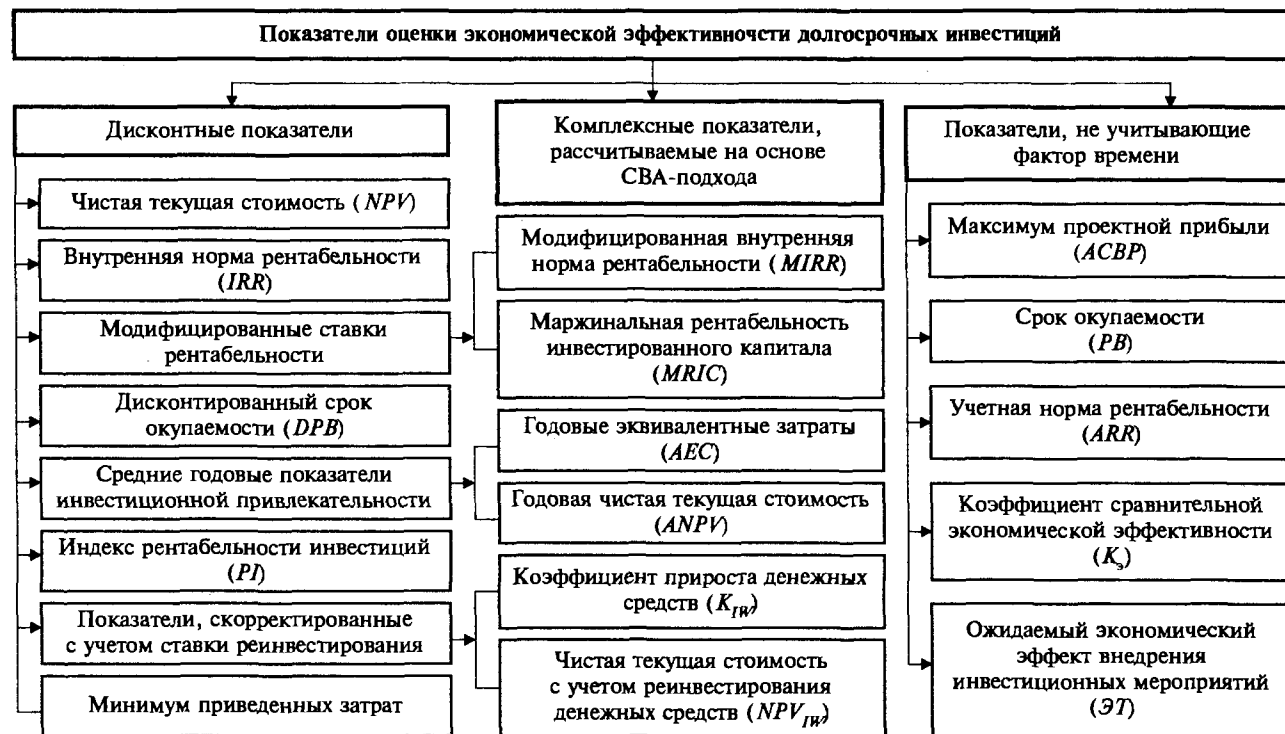 Показатели оценки экономической эффективночсти долгосрочных инвестиций
Дисконтные показатели
Чистая текущая стоимость (NPV)
Внутренняя норма рентабельности
(IRR)
Модифицированные ставки
рентабельности
Дисконтированный срок
окупаемости (DPB)
Средние годовые показатели
инвестиционной привлекательности
Индекс рентабельности инвестиций
(PI)
Показатели, скорректированные
с учетом ставки реинвестирования
Минимум приведенных затрат
Комплексные показатели,
рассчитываемые на основе
СВА-подхода
Модифицированная внутренняя
норма рентабельности (MIRR)
Маржинальная рентабельность
инвестированного капитала
(MRIC)
Годовые эквивалентные затраты
(AEC)
Годовая чистая текущая стоимость
(ANPV)
Коэффициент прироста денежных
средств (K_IW)
Чистая текущая стоимость
с учетом реинвестирования
денежных средств (NPV_IW)
Показатели, не учитывающие
фактор времени
Максимум проектной прибыли
(ACBP)
Срок окупаемости
(PB)
Учетная норма рентабельности
(ARR)
Коэффициент сравнительной
экономической эффективности
(K_э)
Ожидаемый экономический
эффект внедрения
инвестиционных мероприятий
(ЭТ)